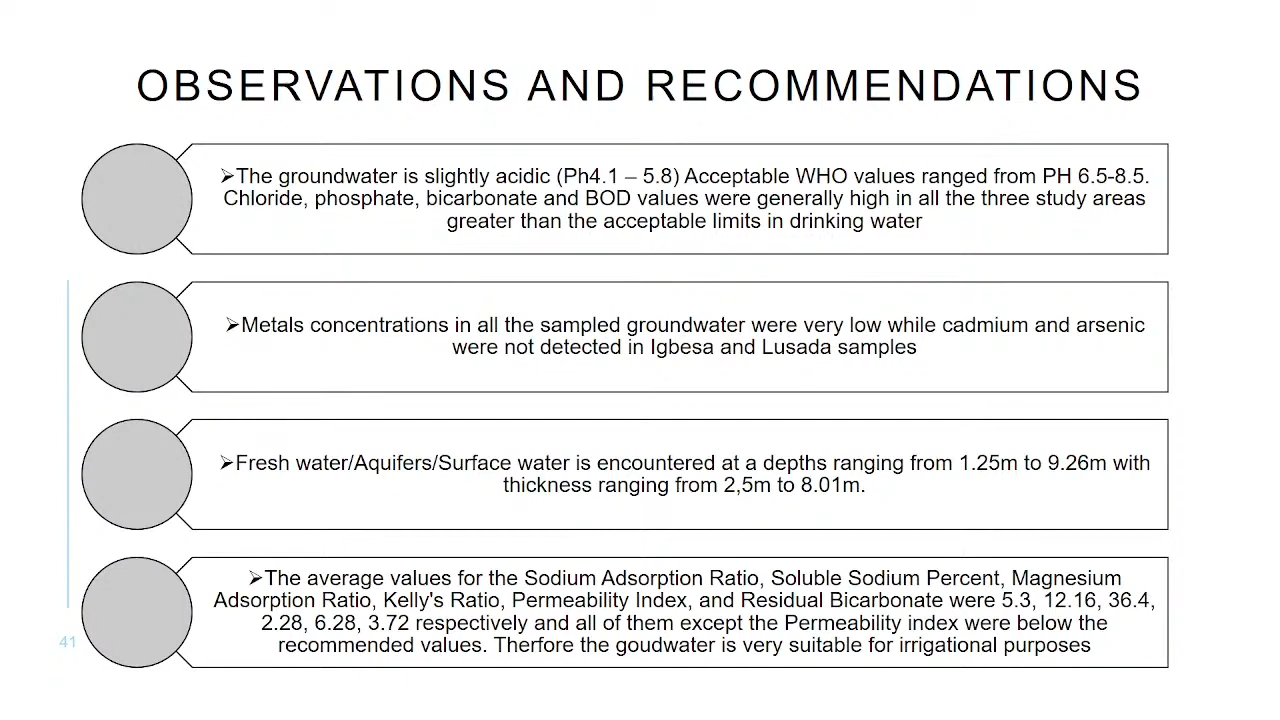 OBSERVATIONS AND RECOMMENDATIONS
➢The groundwater is slightly acidic (Ph4.1 – 5.8) Acceptable WHO values ranged from PH 6.5-8.5.
Chloride, phosphate, bicarbonate and BOD values were generally high in all the three study areas
greater than the acceptable limits in drinking water
➢Metals concentrations in all the sampled groundwater were very low while cadmium and arsenic
were not detected in Igbesa and Lusada samples
➢Fresh water/Aquifers/Surface water is encountered at a depths ranging from 1.25m to 9.26m with
thickness ranging from 2,5m to 8.01m.
➢The average values for the Sodium Adsorption Ratio, Soluble Sodium Percent, Magnesium
Adsorption Ratio, Kelly's Ratio, Permeability Index, and Residual Bicarbonate were 5.3, 12.16, 36.4,
2.28, 6.28, 3.72 respectively and all of them except the Permeability index were below the
recommended values. Therfore the goudwater is very suitable for irrigational purposes
41